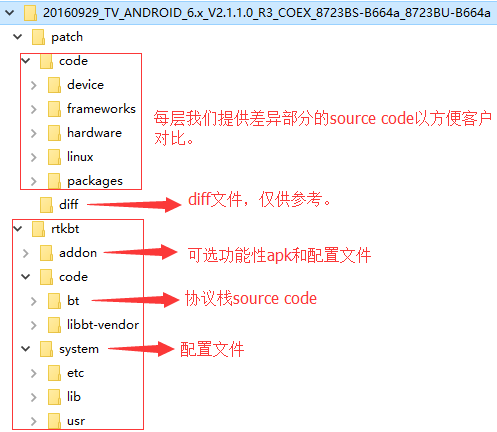 20160929_TV_ANDROID_6.x_V2.1.1.0_R3_COEX_8723BS-B664a_8723BU-B664a
patch
code
device
frameworks
hardware
linux
packages
每层我们提供差异部分的source code以方便客户
对比。
diff
diff文件，仅供参考。
rtkbt
addon
可选功能性apk和配置文件
code
bt
协议栈source code
libbt-vendor
system
配置文件
etc
lib
usr